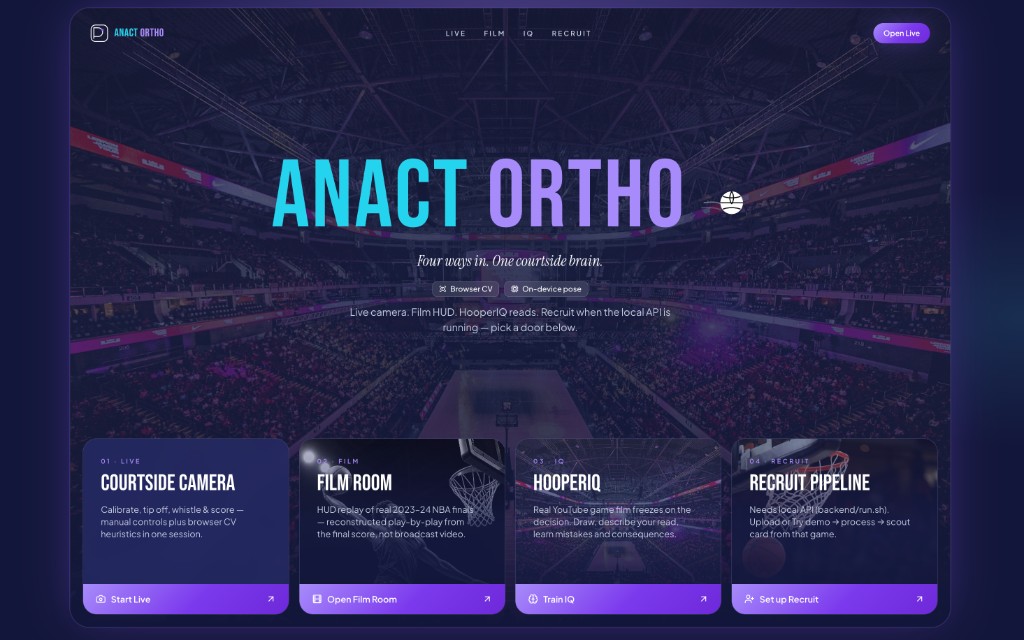 ANACT ORTHO
LIVE FILM IQ RECRUIT
Open Live
ANACT ORTHO
Four ways in. One courtside brain.
Browser CV
On-device pose
Live camera. Film HUD. HooperIQ reads. Recruit when the local API is
running — pick a door below.
01 · LIVE
COURTSIDE CAMERA
Calibrate, tip off, whistle & score —
manual controls plus browser CV
heuristics in one session.
Start Live
02 · FILM
FILM ROOM
HUD replay of real 2023–24 NBA finals
— reconstructed play-by-play from
the final score, not broadcast video.
Open Film Room
03 · IQ
HOOPERIQ
Real YouTube game film freezes on the
decision. Draw, describe your read,
learn mistakes and consequences.
Train IQ
04 · RECRUIT
RECRUIT PIPELINE
Needs local API (backend/run.sh).
Upload or Try demo → process → scout
card from that game.
Set up Recruit